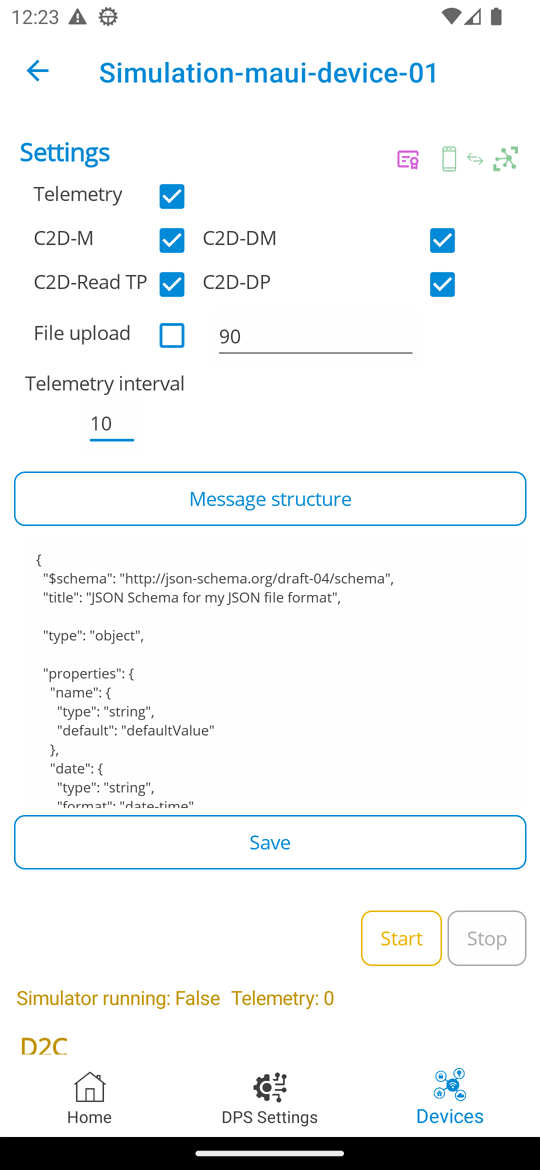 12:23
Simulation-maui-device-01
Settings
Telemetry
C2D-M
C2D-DM
C2D-Read TP
C2D-DP
File upload
90
Telemetry interval
10
Message structure
{
"$schema": "http://json-schema.org/draft-04/schema",
"title": "JSON Schema for my JSON file format",
"type": "object",
"properties": {
"name": {
"type": "string",
"default": "defaultValue"
},
"date": {
"type": "string",
"format": "date-time"
Save
Start
Stop
Simulator running: False Telemetry: 0
D2C
Home
DPS Settings
Devices